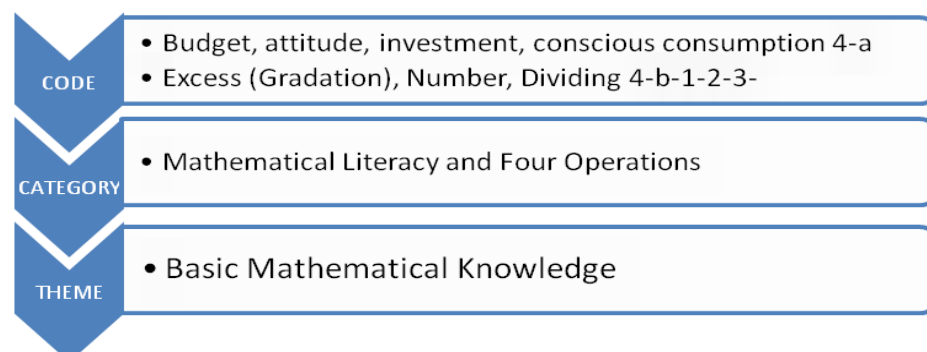 CODE
• Budget, attitude, investment, conscious consumption 4-a
• Excess (Gradation), Number, Dividing 4-b-1-2-3-
CATEGORY
• Mathematical Literacy and Four Operations
THEME
• Basic Mathematical Knowledge